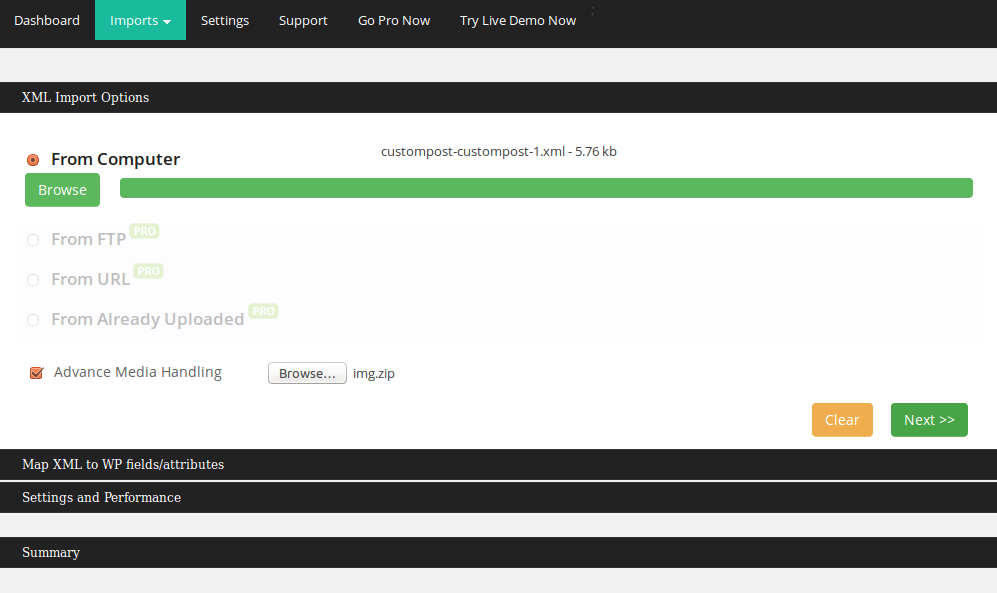 Dashboard Imports Settings Support Go Pro Now Try Live Demo Now ;
XML Import Options
From Computer custompost-custompost-1.xml - 5.76 kb
Browse
From FTP PRO
From URL PRO
From Already Uploaded PRO
Advance Media Handling Browse... img.zip
Clear Next >>
Map XML to WP fields/attributes
Settings and Performance
Summary